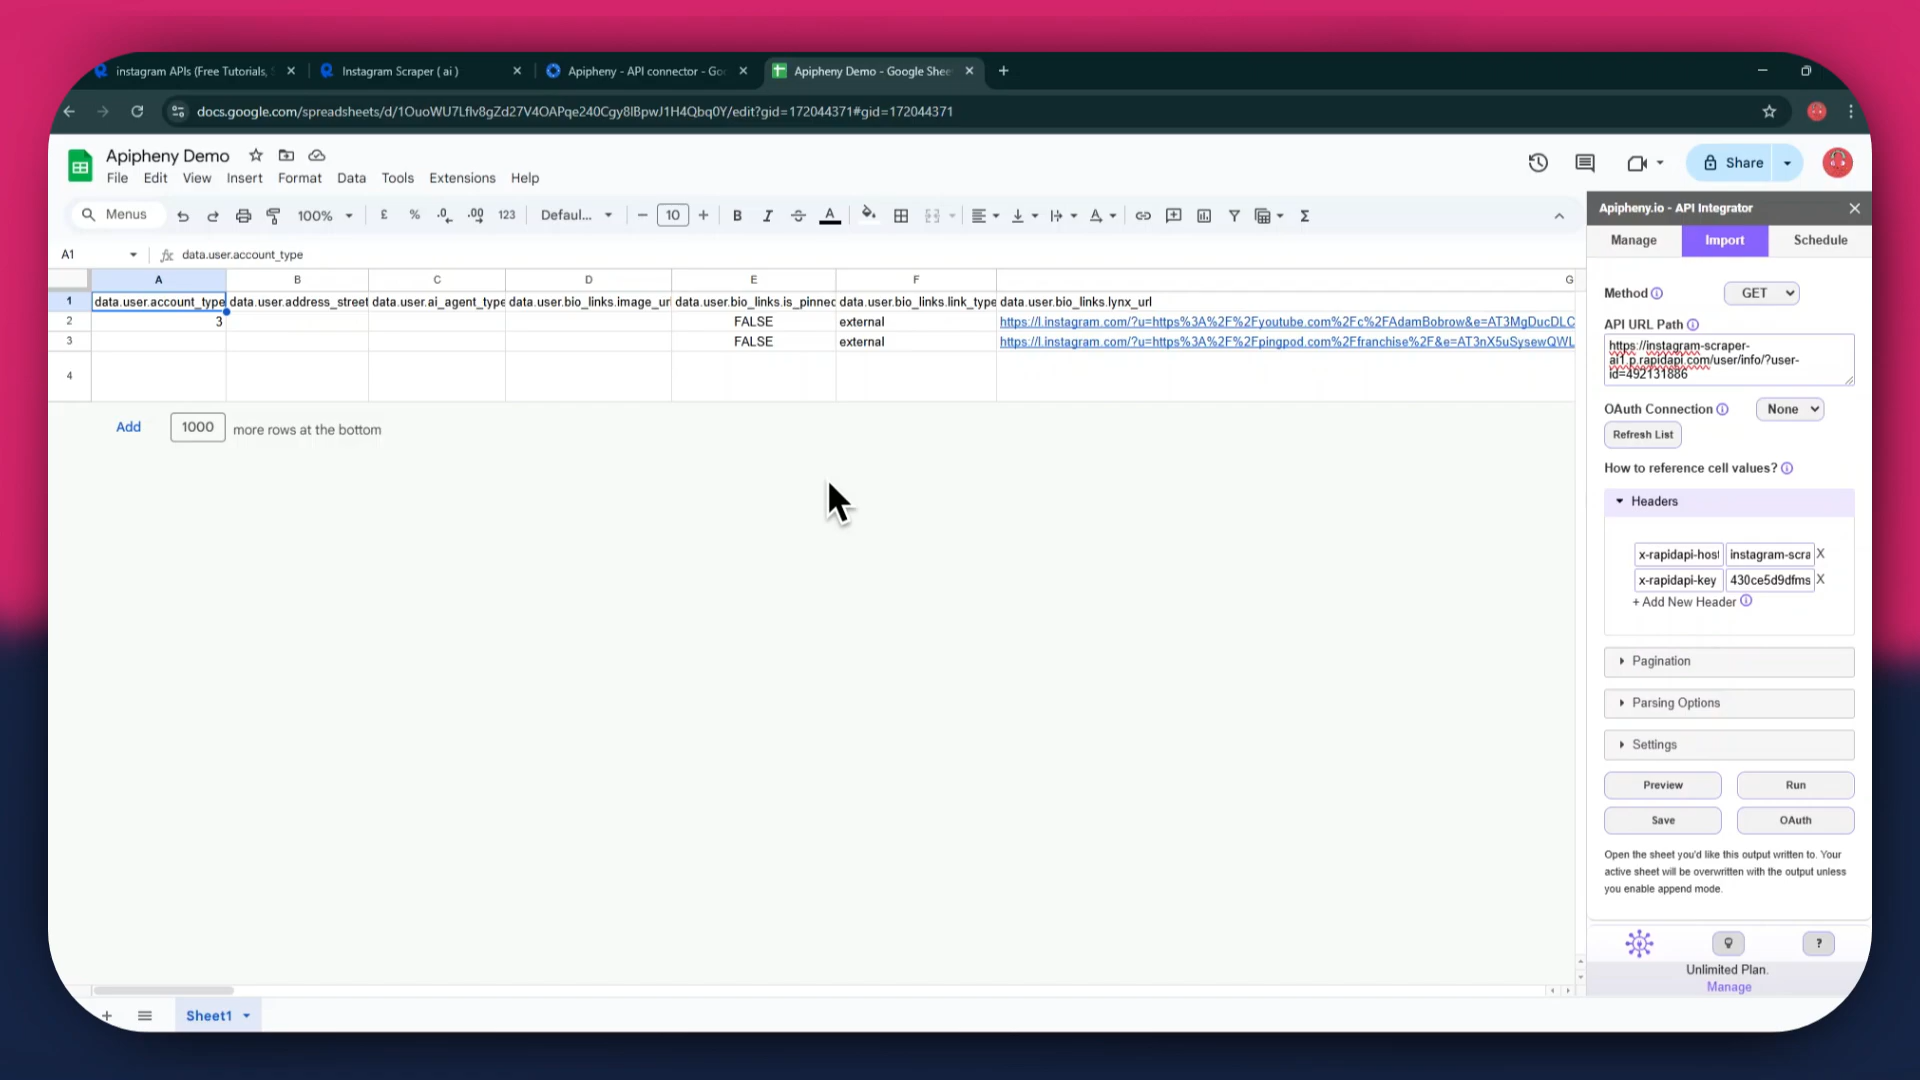 instagram APIs (Free Tutorials,
Instagram Scraper ( ai )
Apipheny - API connector - Goo
Apipheny Demo - Google Shee
docs.google.com/spreadsheets/d/1OuoWU7Lflv8gZd27V4OAPqe240Cgy8lBpwJ1H4Qbq0Y/edit?gid=172044371#gid=172044371
Apipheny Demo
File Edit View Insert Format Data Tools Extensions Help
Share
Menus
100%
£ % .0 .00 123
Defaul...
10
B I A
A1
fx data.user.account_type
A B C D E F G
1 data.user.account_type data.user.address_street data.user.ai_agent_type data.user.bio_links.image_url data.user.bio_links.is_pinned data.user.bio_links.link_type data.user.bio_links.lynx_url
2 3 FALSE external https://l.instagram.com/?u=https%3A%2F%2Fyoutube.com%2Fc%2FAdamBobrow&e=AT3MgDucDLC
3 FALSE external https://l.instagram.com/?u=https%3A%2F%2Fpingpod.com%2Ffranchise%2F&e=AT3nX5uSysewQWL
4
Add 1000 more rows at the bottom
Sheet1
Apipheny.io - API Integrator
Manage Import Schedule
Method GET
API URL Path
https://instagram-scraper-
ai1.p.rapidapi.com/user/info/?user-
id=492131886
OAuth Connection None
Refresh List
How to reference cell values?
Headers
x-rapidapi-host instagram-scra X
x-rapidapi-key 430ce5d9dfms X
+ Add New Header
Pagination
Parsing Options
Settings
Preview Run
Save OAuth
Open the sheet you'd like this output written to. Your
active sheet will be overwritten with the output unless
you enable append mode.
?
Unlimited Plan.
Manage